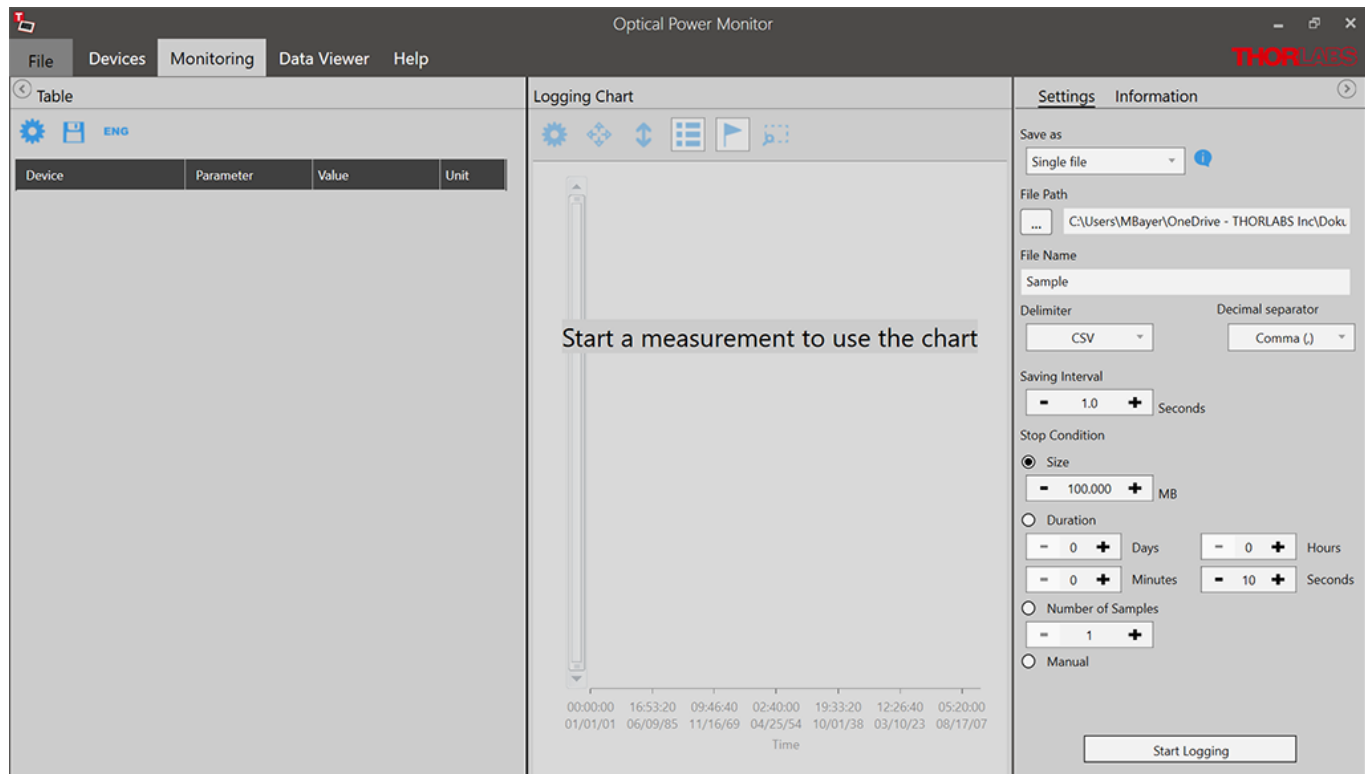 Optical Power Monitor
File Devices Monitoring Data Viewer Help
THORLABS
Table
ENG
Device Parameter Value Unit
Logging Chart
Start a measurement to use the chart
00:00:00 16:53:20 09:46:40 02:40:00 19:33:20 12:26:40 05:20:00
01/01/01 06/09/85 11/16/69 04/25/54 10/01/38 03/10/23 08/17/07
Time
Settings Information
Save as
Single file
File Path
... C:\Users\MBayer\OneDrive - THORLABS Inc\Doku
File Name
Sample
Delimiter Decimal separator
CSV Comma (,)
Saving Interval
- 1.0 + Seconds
Stop Condition
Size
- 100.000 + MB
Duration
- 0 + Days - 0 + Hours
- 0 + Minutes - 10 + Seconds
Number of Samples
- 1 +
Manual
Start Logging